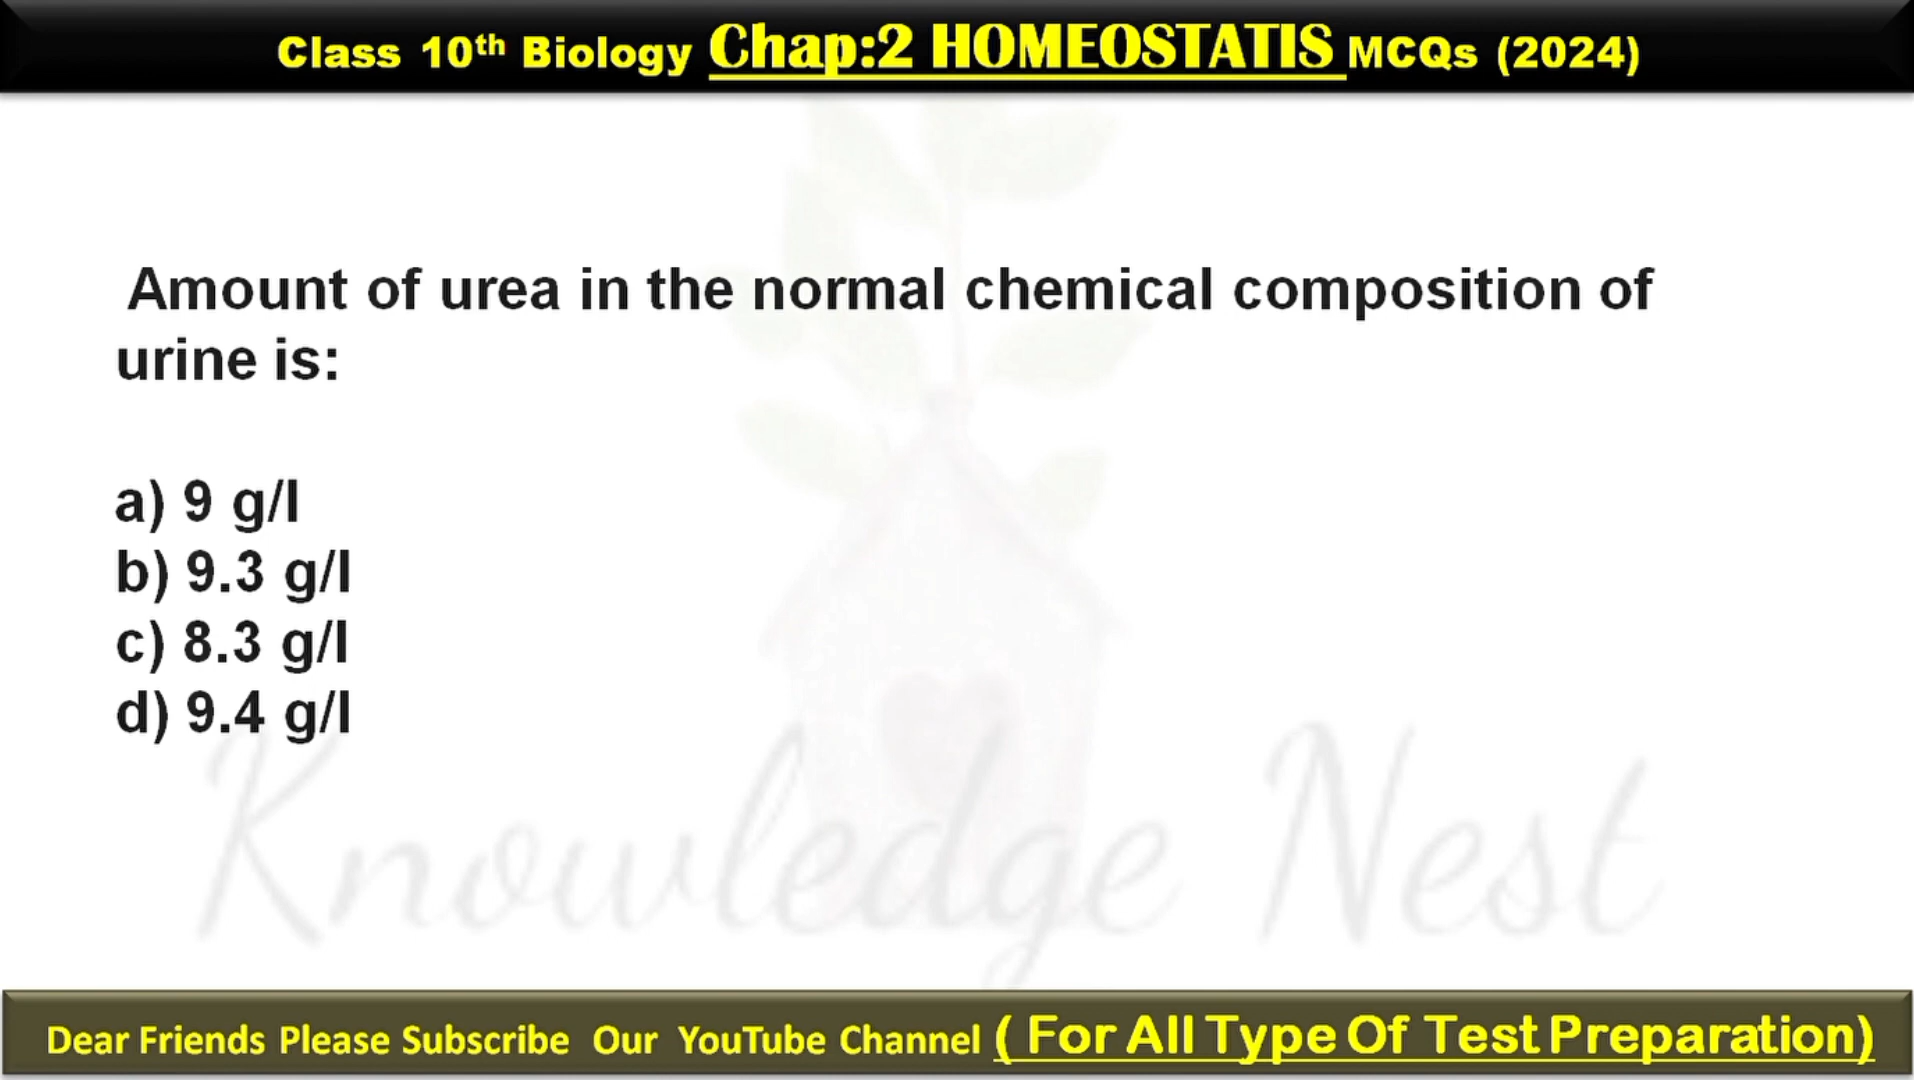 Class 10th Biology Chap:2 HOMEOSTATIS MCQs (2024)
Amount of urea in the normal chemical composition of
urine is:
a) 9 g/l
b) 9.3 g/l
c) 8.3 g/l
d) 9.4 g/l
Knowledge Nest
Dear Friends Please Subscribe Our YouTube Channel ( For All Type Of Test Preparation)